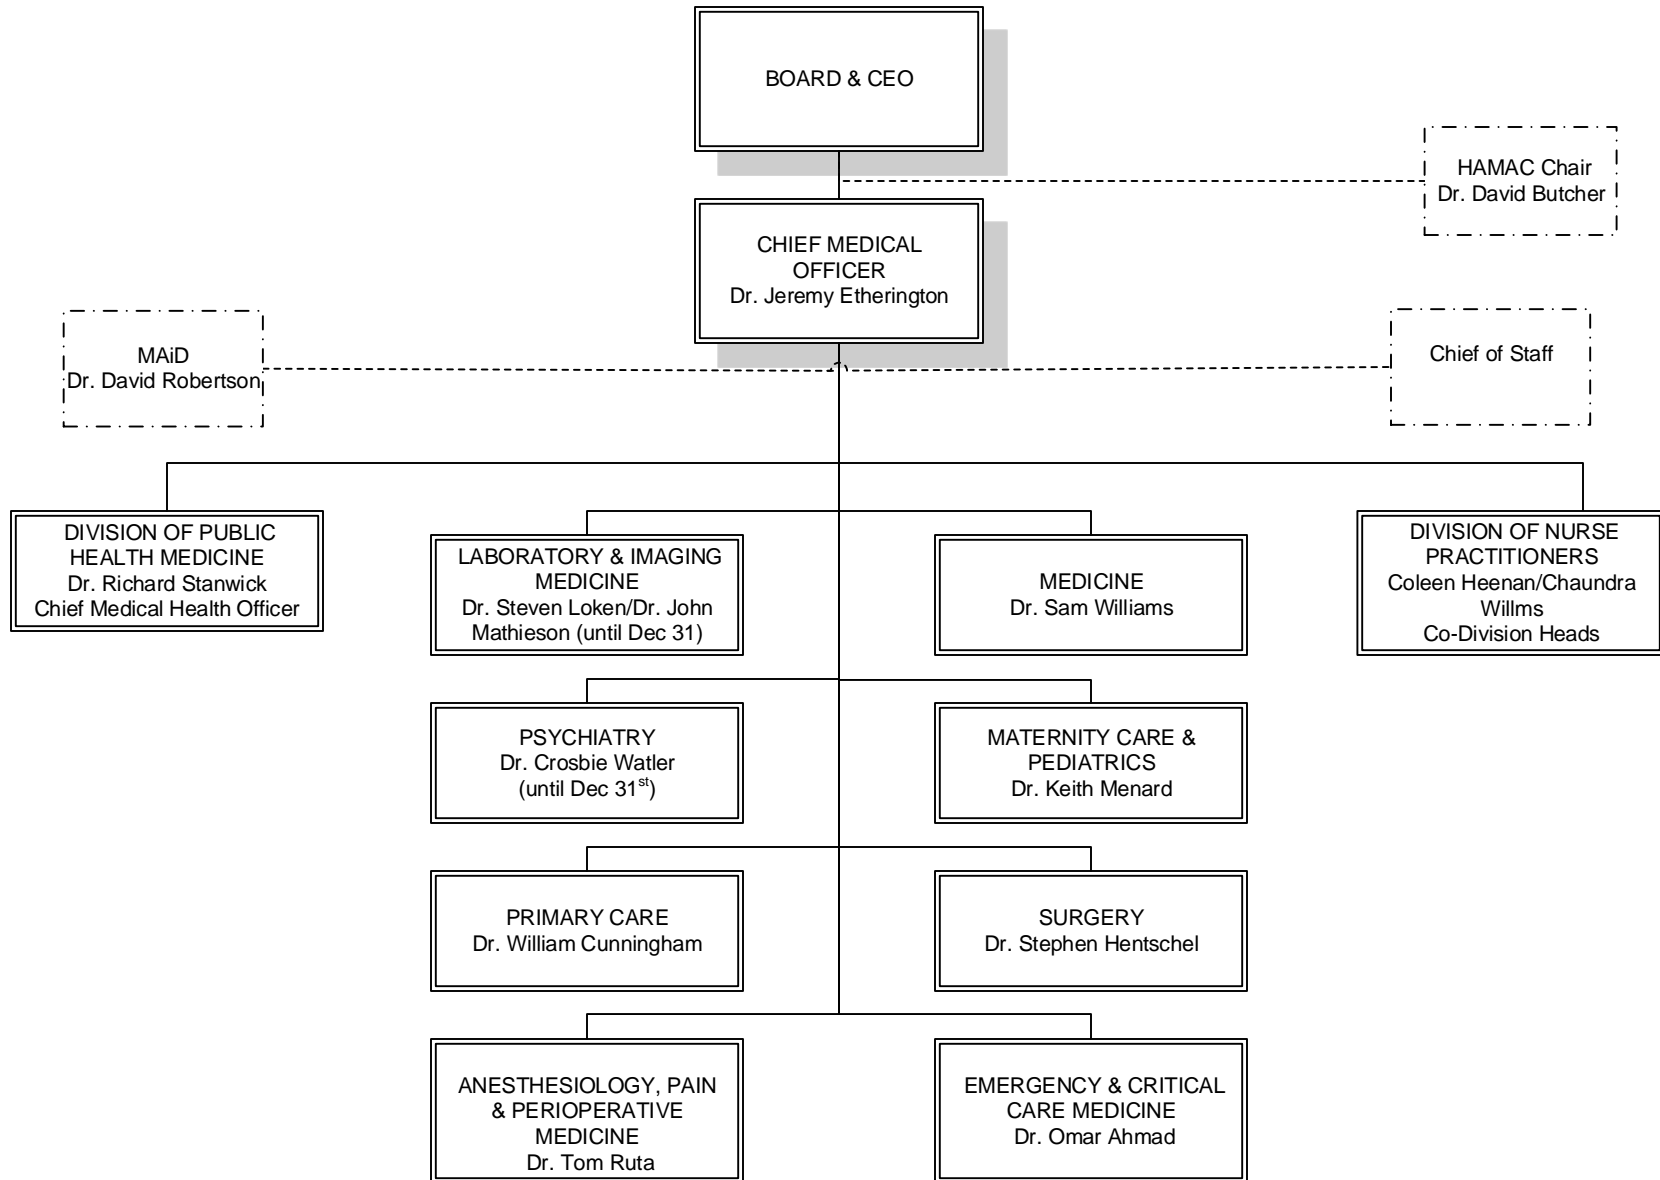 BOARD & CEO
HAMAC Chair
Dr. David Butcher
CHIEF MEDICAL
OFFICER
Dr. Jeremy Etherington
MAiD
Dr. David Robertson
Chief of Staff
DIVISION OF PUBLIC
HEALTH MEDICINE
Dr. Richard Stanwick
Chief Medical Health Officer
LABORATORY & IMAGING
MEDICINE
Dr. Steven Loken/Dr. John
Mathieson (until Dec 31)
MEDICINE
Dr. Sam Williams
DIVISION OF NURSE
PRACTITIONERS
Coleen Heenan/Chaundra
Willms
Co-Division Heads
PSYCHIATRY
Dr. Crosbie Watler
(until Dec 31st)
MATERNITY CARE &
PEDIATRICS
Dr. Keith Menard
PRIMARY CARE
Dr. William Cunningham
SURGERY
Dr. Stephen Hentschel
ANESTHESIOLOGY, PAIN
& PERIOPERATIVE
MEDICINE
Dr. Tom Ruta
EMERGENCY & CRITICAL
CARE MEDICINE
Dr. Omar Ahmad